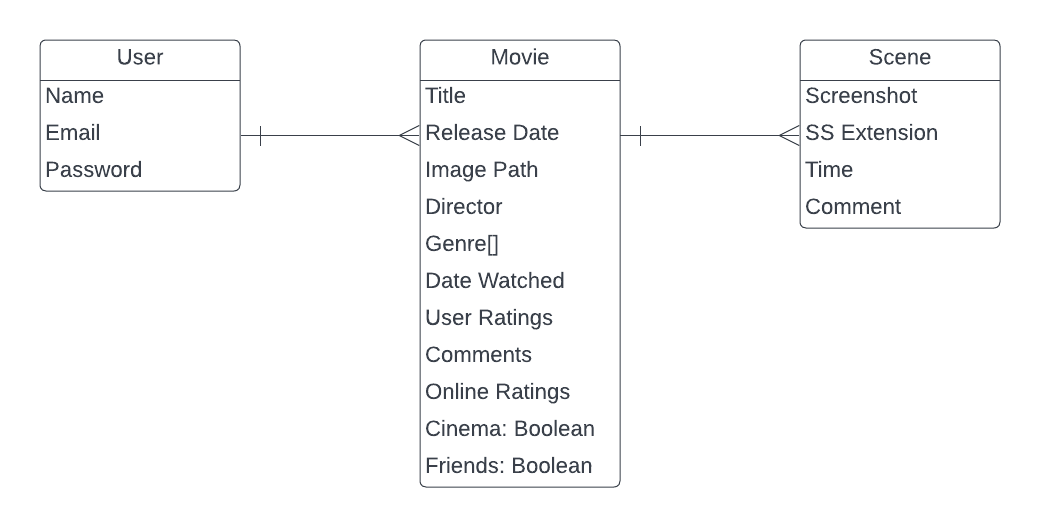 User
Name
Email
Password
Movie
Title
Release Date
Image Path
Director
Genre[]
Date Watched
User Ratings
Comments
Online Ratings
Cinema: Boolean
Friends: Boolean
Scene
Screenshot
SS Extension
Time
Comment